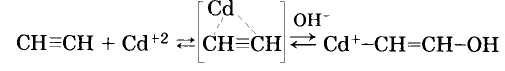 Cd OH⁻
CH≡CH + Cd⁺² ⇌ [CH≡CH] ⇌ Cd⁺–CH=CH–OH